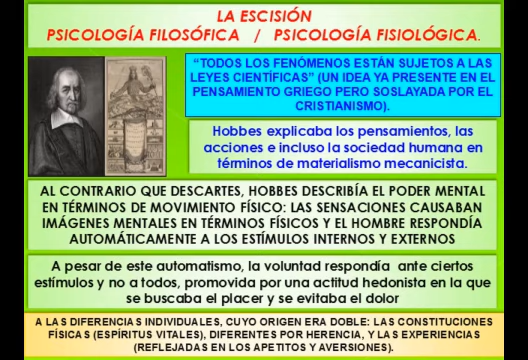 LA ESCISIÓN
PSICOLOGÍA FILOSÓFICA / PSICOLOGÍA FISIOLÓGICA.
“TODOS LOS FENÓMENOS ESTÁN SUJETOS A LAS
LEYES CIENTÍFICAS” (UN IDEA YA PRESENTE EN EL
PENSAMIENTO GRIEGO PERO SOSLAYADA POR EL
CRISTIANISMO).
Hobbes explicaba los pensamientos, las
acciones e incluso la sociedad humana en
términos de materialismo mecanicista.
AL CONTRARIO QUE DESCARTES, HOBBES DESCRIBÍA EL PODER MENTAL
EN TÉRMINOS DE MOVIMIENTO FÍSICO: LAS SENSACIONES CAUSABAN
IMÁGENES MENTALES EN TÉRMINOS FÍSICOS Y EL HOMBRE RESPONDÍA
AUTOMÁTICAMENTE A LOS ESTÍMULOS INTERNOS Y EXTERNOS
A pesar de este automatismo, la voluntad respondía ante ciertos
estímulos y no a todos, promovida por una actitud hedonista en la que
se buscaba el placer y se evitaba el dolor
A LAS DIFERENCIAS INDIVIDUALES, CUYO ORIGEN ERA DOBLE: LAS CONSTITUCIONES
FÍSICAS (ESPÍRITUS VITALES), DIFERENTES POR HERENCIA, Y LAS EXPERIENCIAS
(REFLEJADAS EN LOS APETITOS Y AVERSIONES).